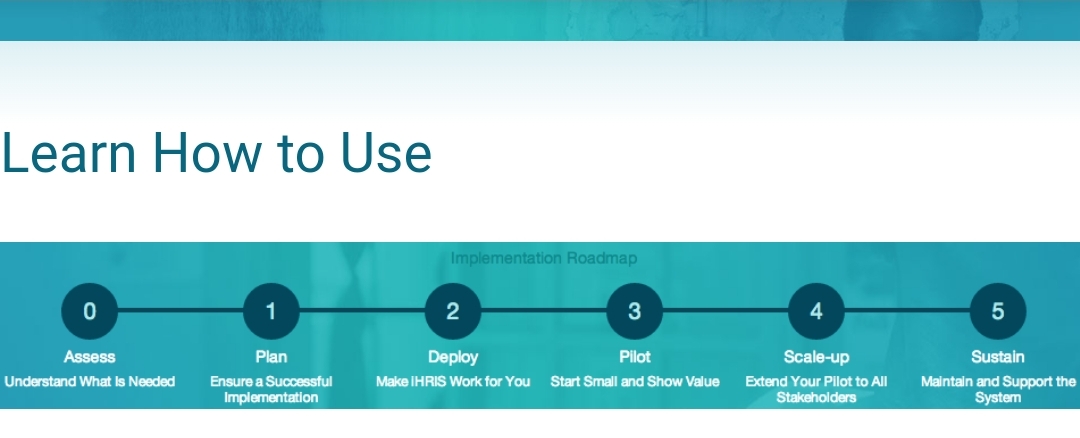 Learn How to Use
Implementation Roadmap
0 1 2 3 4 5
Assess Plan Deploy Pilot Scale-up Sustain
Understand What Is Needed Ensure a Successful Make iHRIS Work for You Start Small and Show Value Extend Your Pilot to All Maintain and Support the
Implementation Stakeholders System